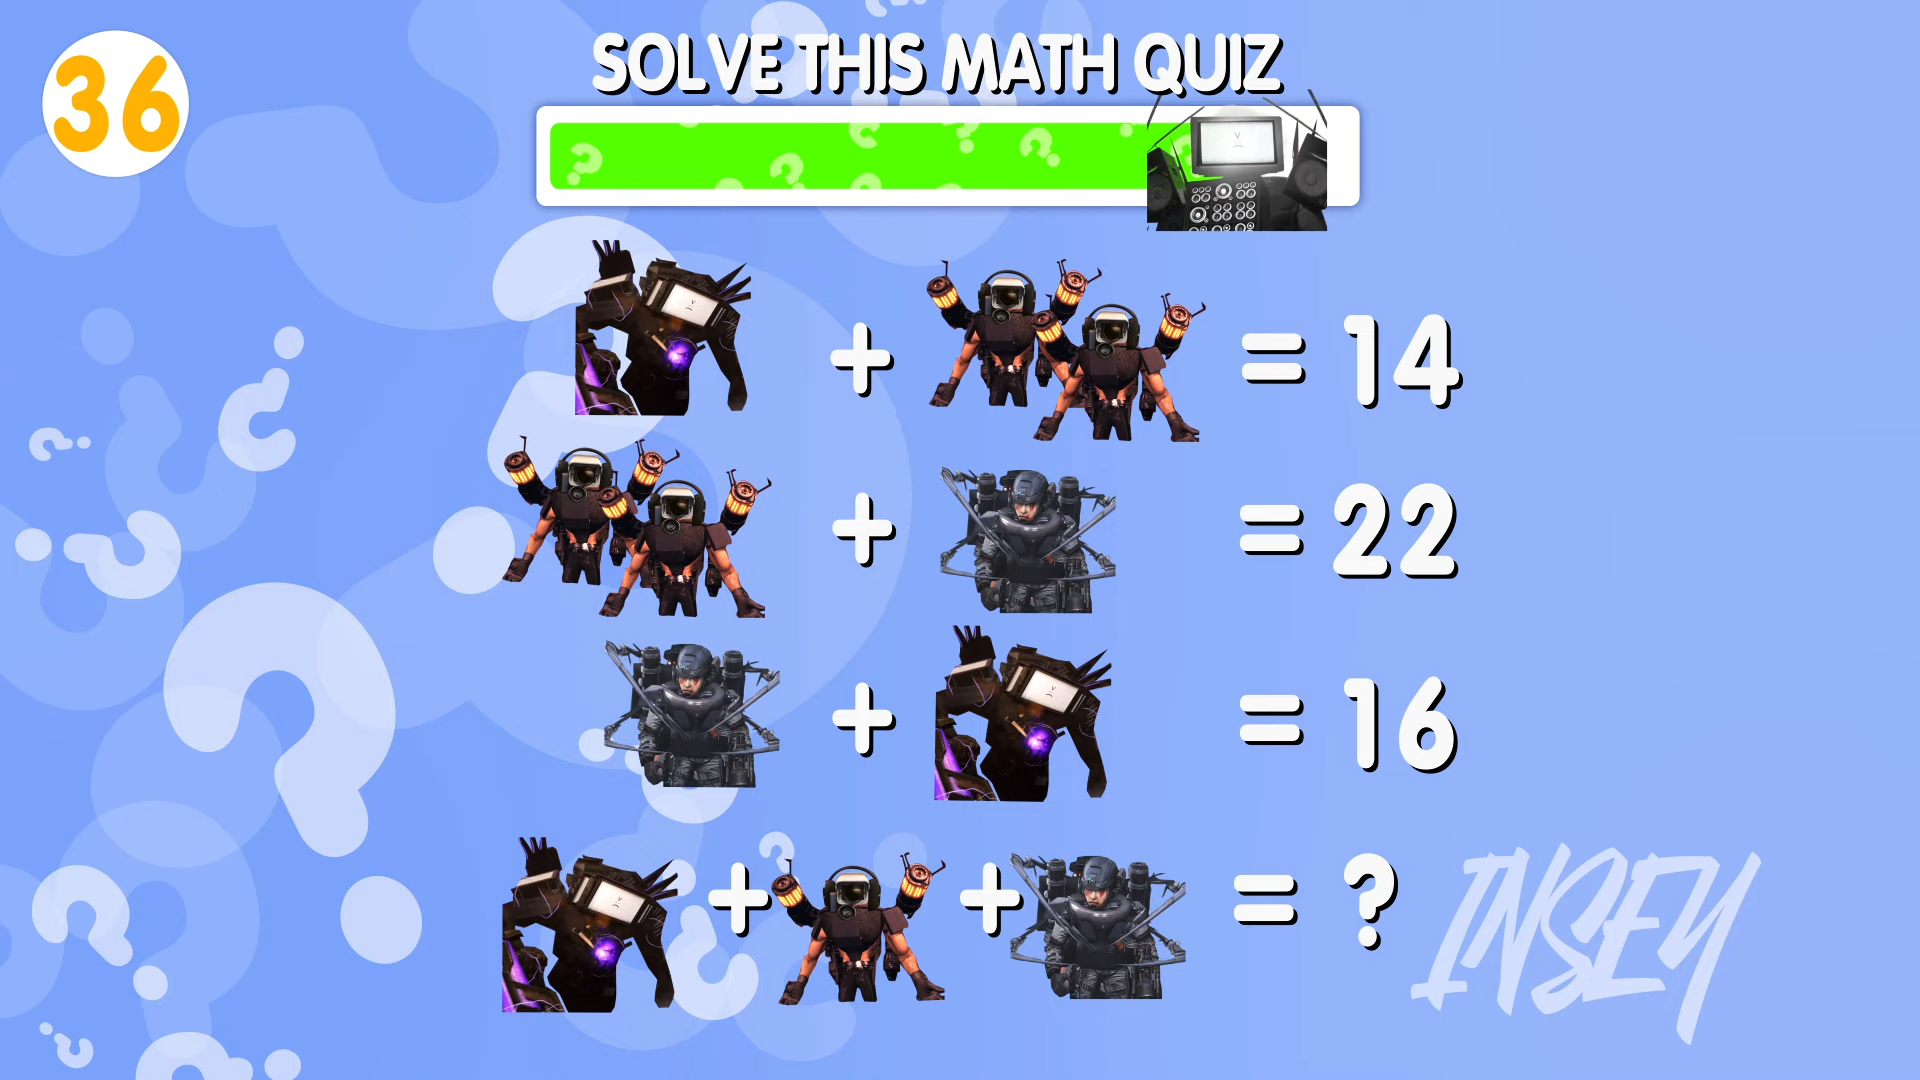 36
SOLVE THIS MATH QUIZ
+ = 14
+ = 22
+ = 16
+ + = ?
INSEY